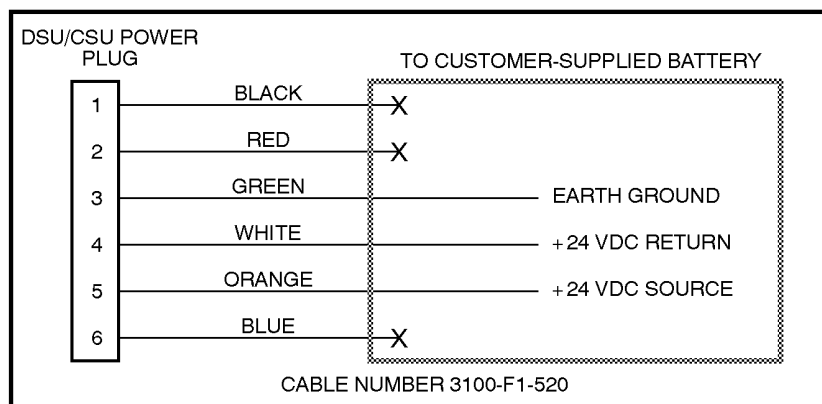 DSU/CSU POWER
PLUG
TO CUSTOMER-SUPPLIED BATTERY
1 BLACK X
2 RED X
3 GREEN EARTH GROUND
4 WHITE +24 VDC RETURN
5 ORANGE +24 VDC SOURCE
6 BLUE X
CABLE NUMBER 3100-F1-520